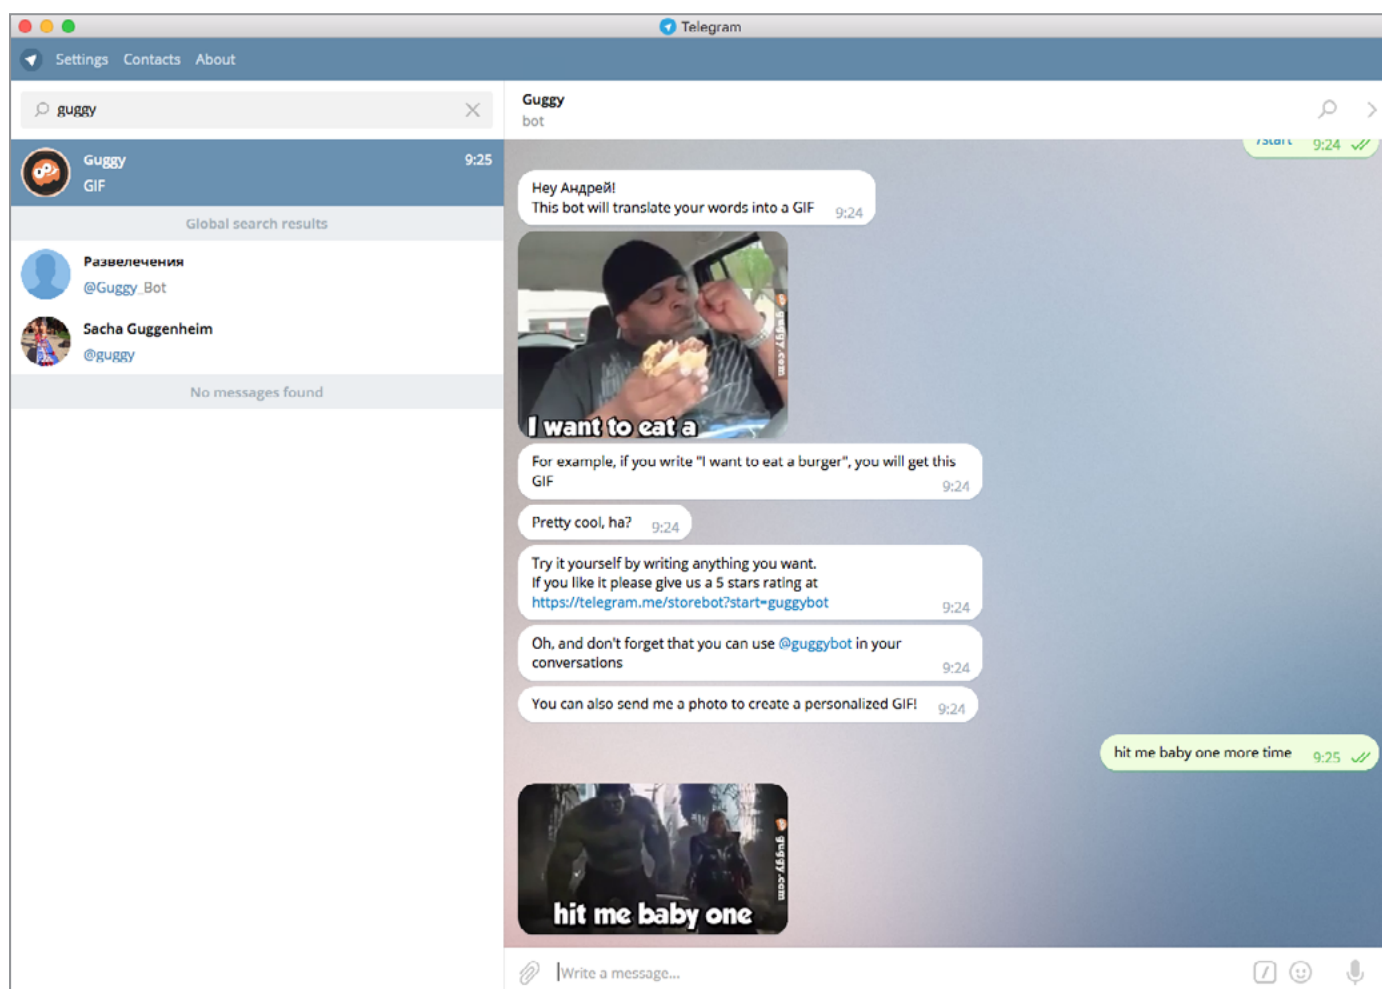 Telegram
Settings Contacts About
guggy
Guggy 9:25
GIF
Global search results
Развелечения
@Guggy_Bot
Sacha Guggenheim
@guggy
No messages found
Guggy
bot
/start 9:24
Hey Андрей!
This bot will translate your words into a GIF 9:24
guggy.com
I want to eat a
For example, if you write "I want to eat a burger", you will get this
GIF 9:24
Pretty cool, ha? 9:24
Try it yourself by writing anything you want.
If you like it please give us a 5 stars rating at
https://telegram.me/storebot?start=guggybot 9:24
Oh, and don't forget that you can use @guggybot in your
conversations 9:24
You can also send me a photo to create a personalized GIF! 9:24
hit me baby one more time 9:25
guggy.com
hit me baby one
Write a message...